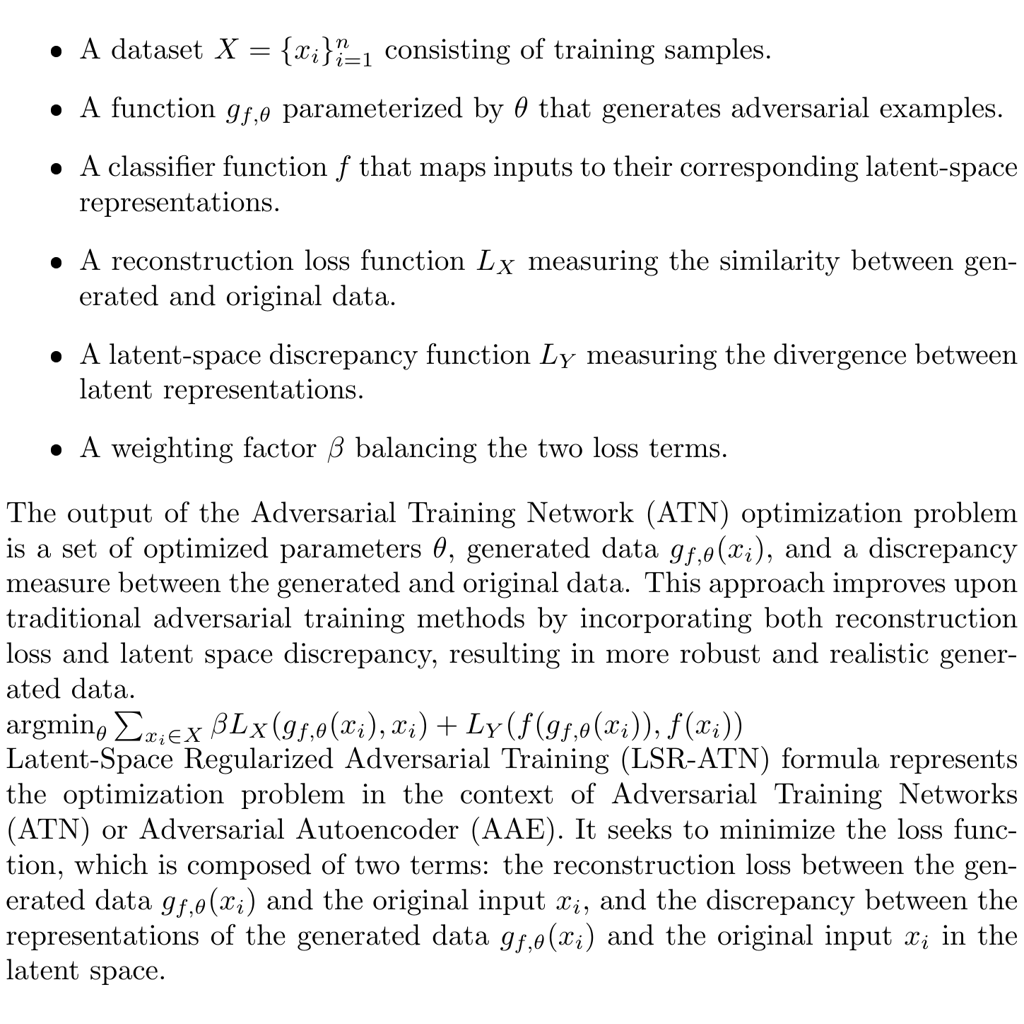 • A dataset $X = \{x_i\}_{i=1}^n$ consisting of training samples.
• A function $g_{f,\theta}$ parameterized by $\theta$ that generates adversarial examples.
• A classifier function $f$ that maps inputs to their corresponding latent-space
representations.
• A reconstruction loss function $L_X$ measuring the similarity between gen-
erated and original data.
• A latent-space discrepancy function $L_Y$ measuring the divergence between
latent representations.
• A weighting factor $\beta$ balancing the two loss terms.
The output of the Adversarial Training Network (ATN) optimization problem
is a set of optimized parameters $\theta$, generated data $g_{f,\theta}(x_i)$, and a discrepancy
measure between the generated and original data. This approach improves upon
traditional adversarial training methods by incorporating both reconstruction
loss and latent space discrepancy, resulting in more robust and realistic gener-
ated data.
$\text{argmin}_\theta \sum_{x_i \in X} \beta L_X(g_{f,\theta}(x_i), x_i) + L_Y(f(g_{f,\theta}(x_i)), f(x_i))$
Latent-Space Regularized Adversarial Training (LSR-ATN) formula represents
the optimization problem in the context of Adversarial Training Networks
(ATN) or Adversarial Autoencoder (AAE). It seeks to minimize the loss func-
tion, which is composed of two terms: the reconstruction loss between the gen-
erated data $g_{f,\theta}(x_i)$ and the original input $x_i$, and the discrepancy between the
representations of the generated data $g_{f,\theta}(x_i)$ and the original input $x_i$ in the
latent space.